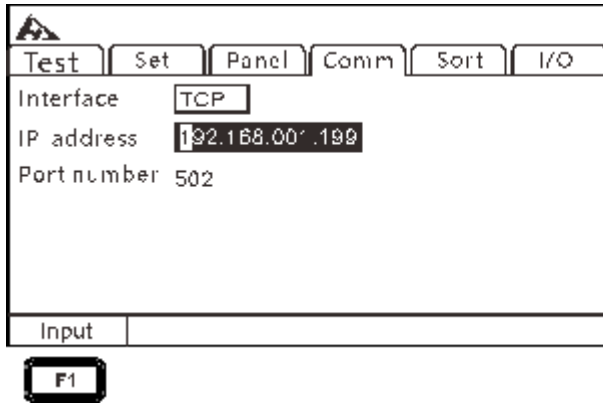 Test Set Panel Comm Sort I/O
Interface TCP
IP address 192.168.001.199
Port number 502
Input
F1